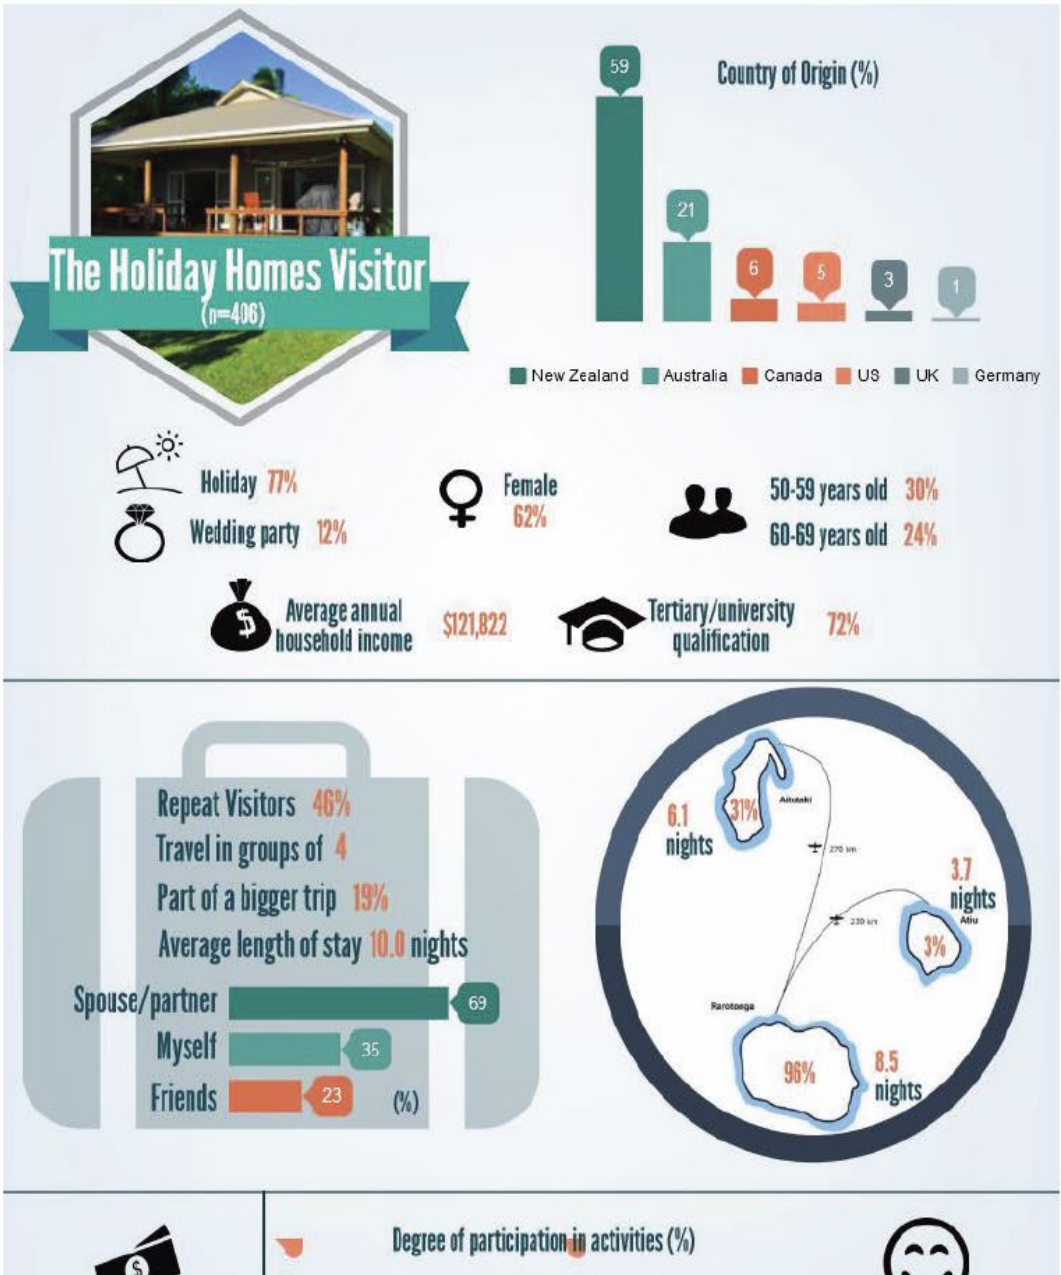 The Holiday Homes Visitor
(n=406)
Country of Origin (%)
59
21
6
5
3
1
New Zealand
Australia
Canada
US
UK
Germany
Holiday 77%
Wedding party 12%
Female
62%
50-59 years old 30%
60-69 years old 24%
$
Average annual
household income
$121,822
Tertiary/university
qualification
72%
Repeat Visitors 46%
Travel in groups of 4
Part of a bigger trip 19%
Average length of stay 10.0 nights
Spouse/partner
69
Myself
35
Friends
23
(%)
31%
Aitutaki
6.1
nights
270 km
3.7
nights
Atiu
230 km
3%
Rarotonga
96%
8.5
nights
$
Degree of participation in activities (%)